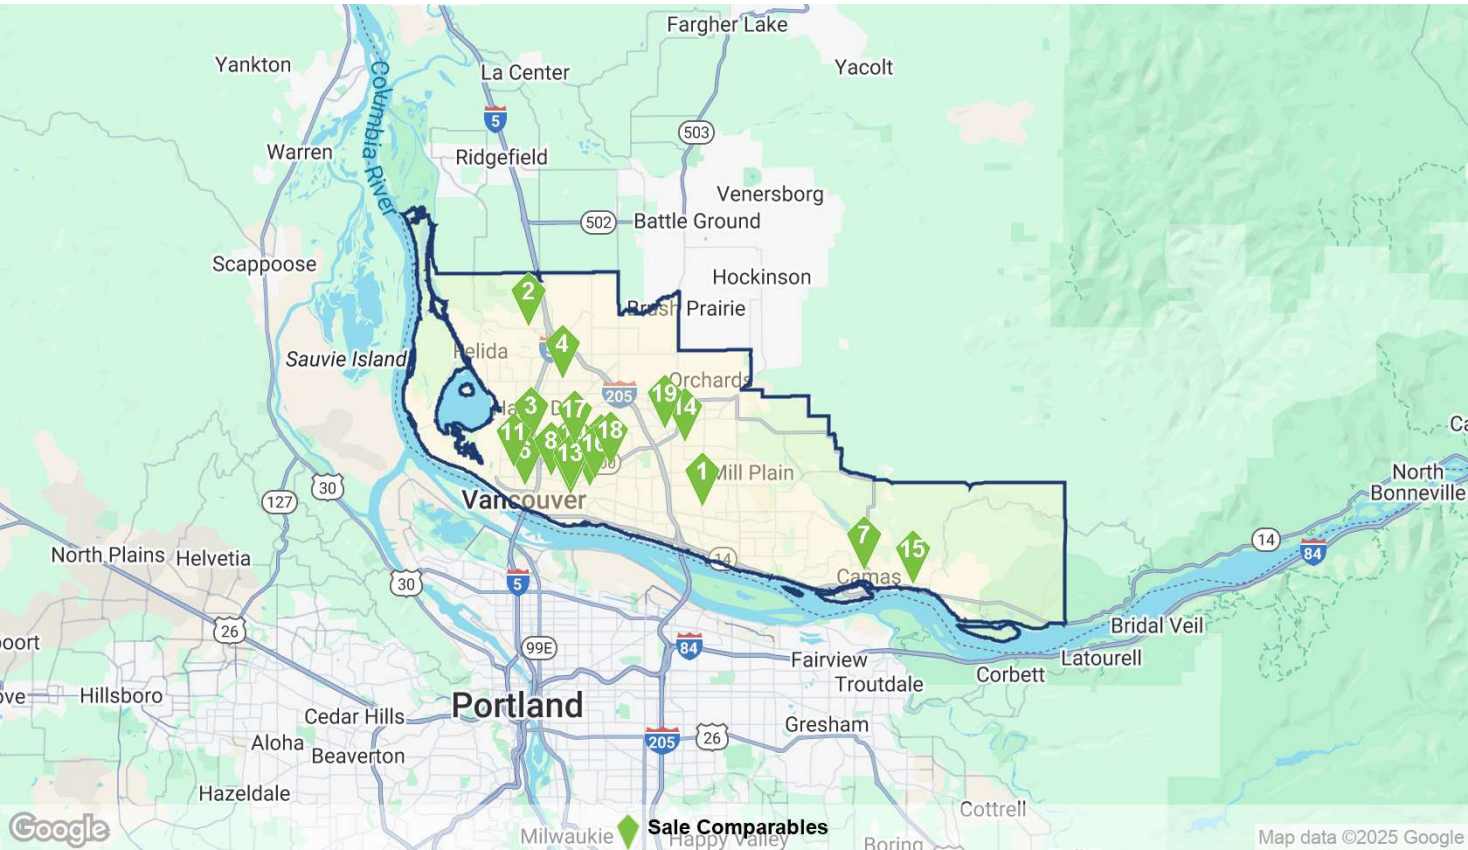 Fargher Lake
Yankton
La Center
Yacolt
Columbia River
5
503
Warren
Ridgefield
Venersborg
502
Battle Ground
Scappoose
Hockinson
2
Brush Prairie
4
Felida
Sauvie Island
5
Orchards
205
19
3
17
14
11
8
18
13
1
Mill Plain
North
Bonneville
30
127
Vancouver
7
15
14
14
84
North Plains
Helvetia
30
5
Camas
26
Bridal Veil
99E
84
Fairview
Latourell
Troutdale
Corbett
Hillsboro
Portland
Cedar Hills
Gresham
Aloha
Beaverton
205
26
Hazeldale
Cottrell
Google
Milwaukie
Sale Comparables
Happy Valley
Boring
Map data ©2025 Google